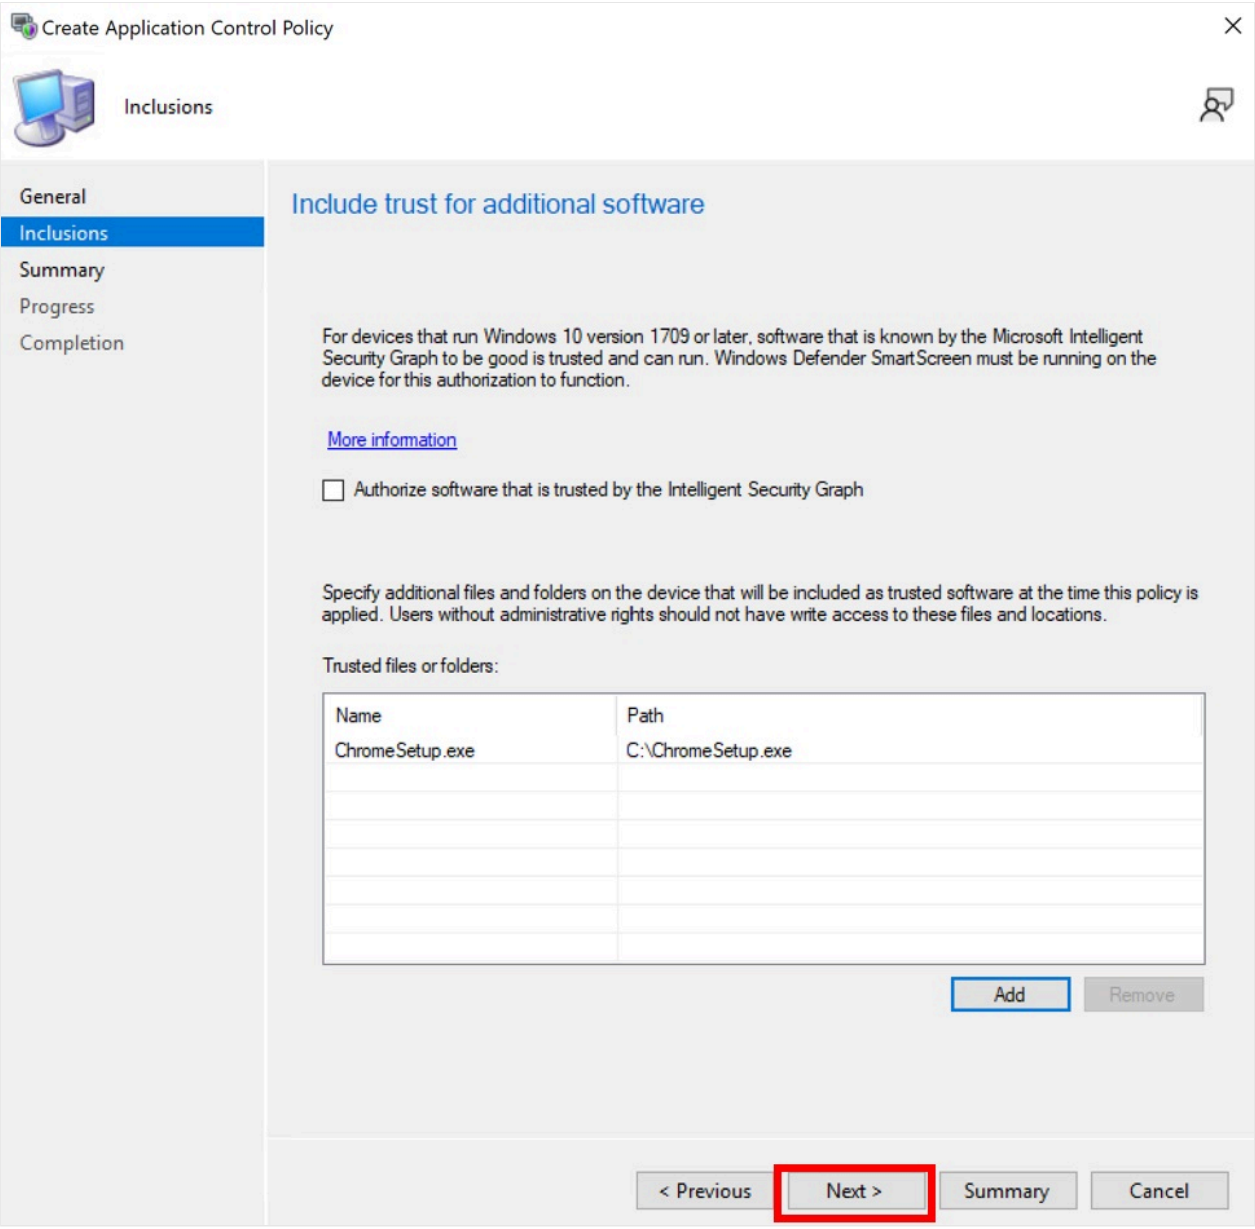 Create Application Control Policy
Inclusions
General
Inclusions
Summary
Progress
Completion
Include trust for additional software
For devices that run Windows 10 version 1709 or later, software that is known by the Microsoft Intelligent
Security Graph to be good is trusted and can run. Windows Defender SmartScreen must be running on the
device for this authorization to function.
More information
Authorize software that is trusted by the Intelligent Security Graph
Specify additional files and folders on the device that will be included as trusted software at the time this policy is
applied. Users without administrative rights should not have write access to these files and locations.
Trusted files or folders:
Name Path
ChromeSetup.exe C:\ChromeSetup.exe
Add Remove
< Previous Next > Summary Cancel